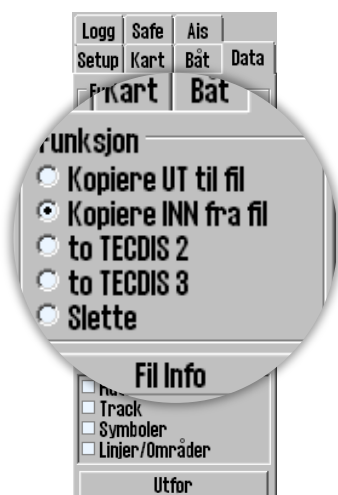 Logg Safe Ais
Setup Kart Båt Data
Kart Båt
Funksjon
Kopiere UT til fil
Kopiere INN fra fil
to TECDIS 2
to TECDIS 3
Slette
Fil Info
Track
Symboler
Linjer/Områder
Utfor